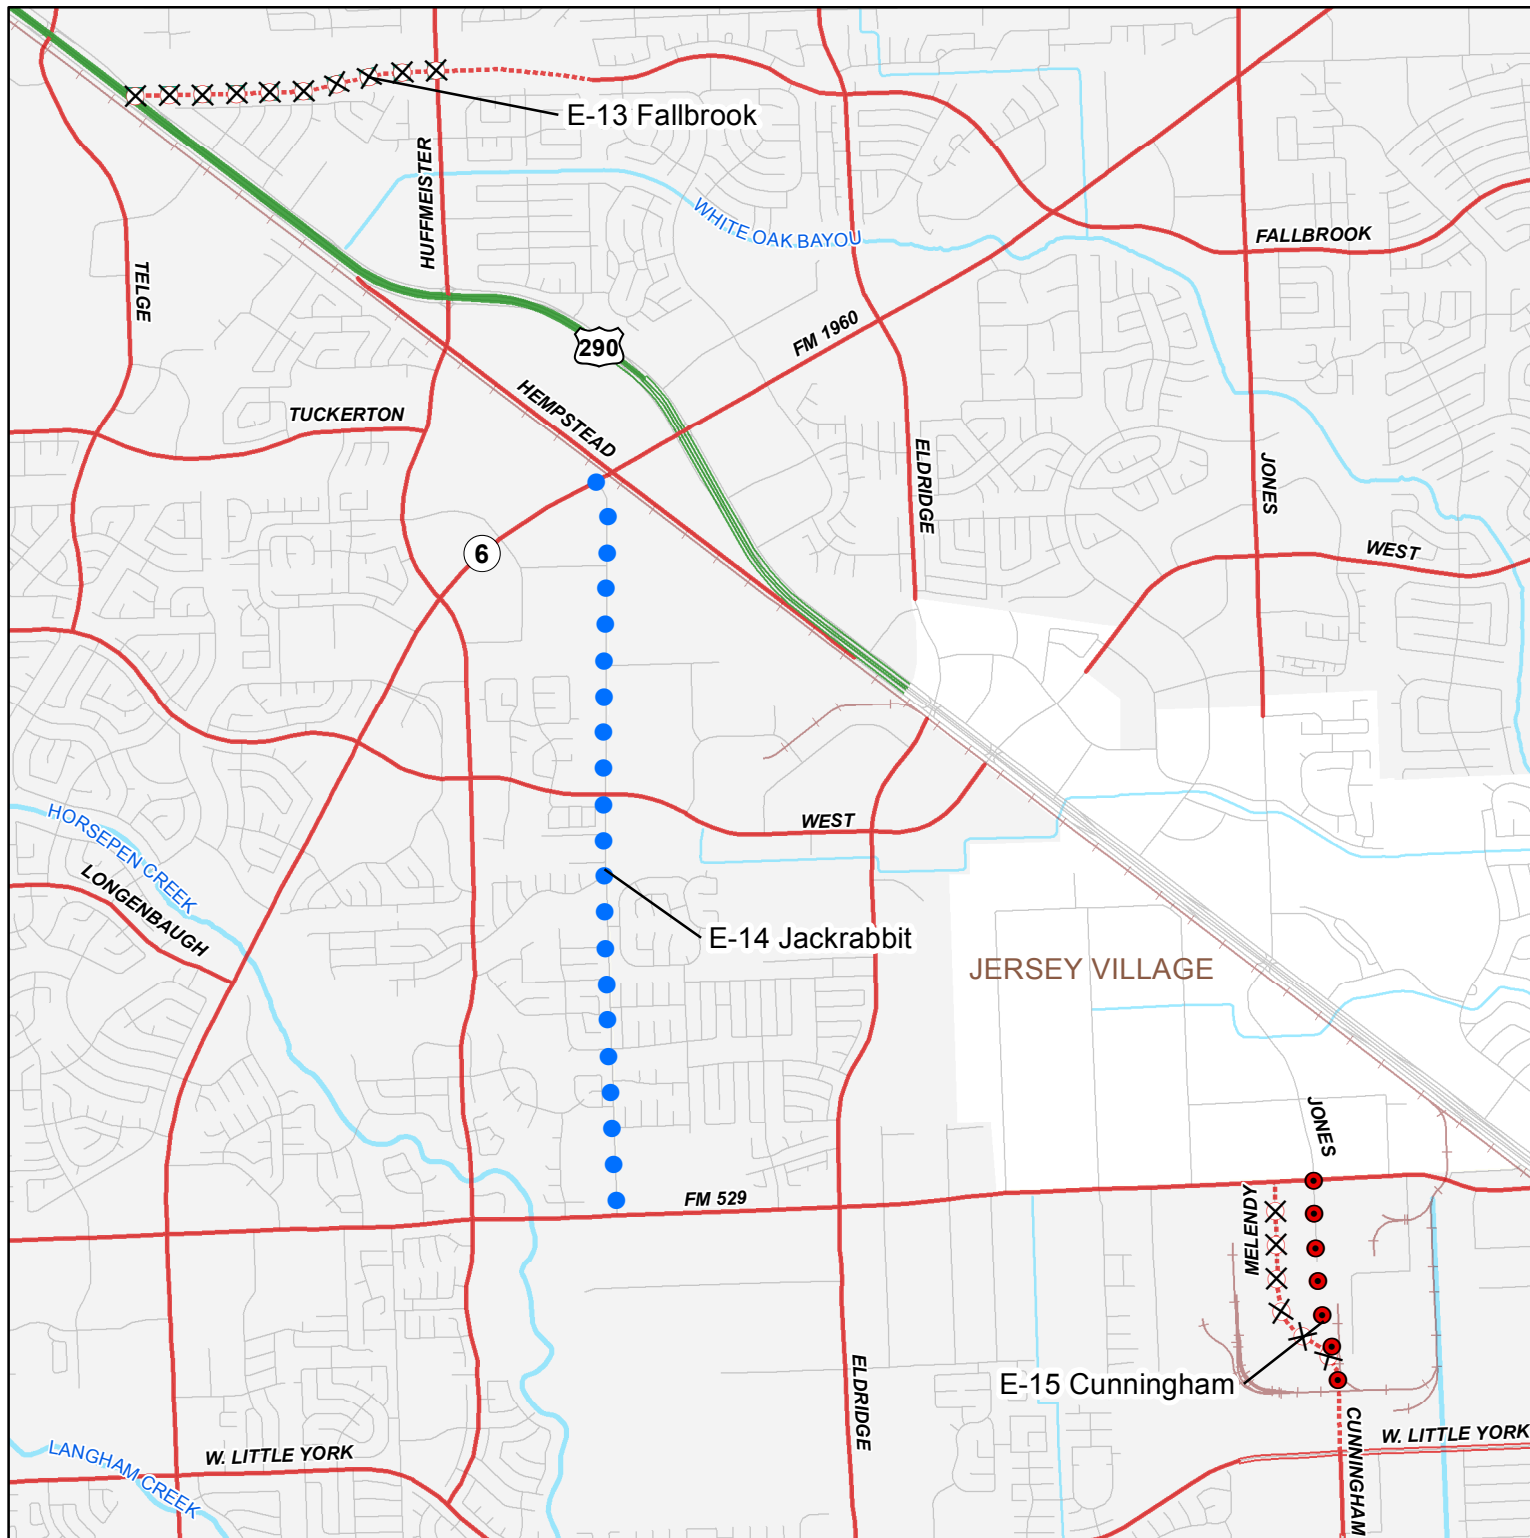 E-13 Fallbrook
HUFFMEISTER
WHITE OAK BAYOU
FALLBROOK
TELGE
FM 1960
290
HEMPSTEAD
TUCKERTON
ELDRIDGE
JONES
6
WEST
HORSEPEN CREEK
WEST
LONGENBAUGH
E-14 Jackrabbit
JERSEY VILLAGE
JONES
FM 529
MELENDY
E-15 Cunningham
ELDRIDGE
CUNNINGHAM
W. LITTLE YORK
W. LITTLE YORK
LANGHAM CREEK